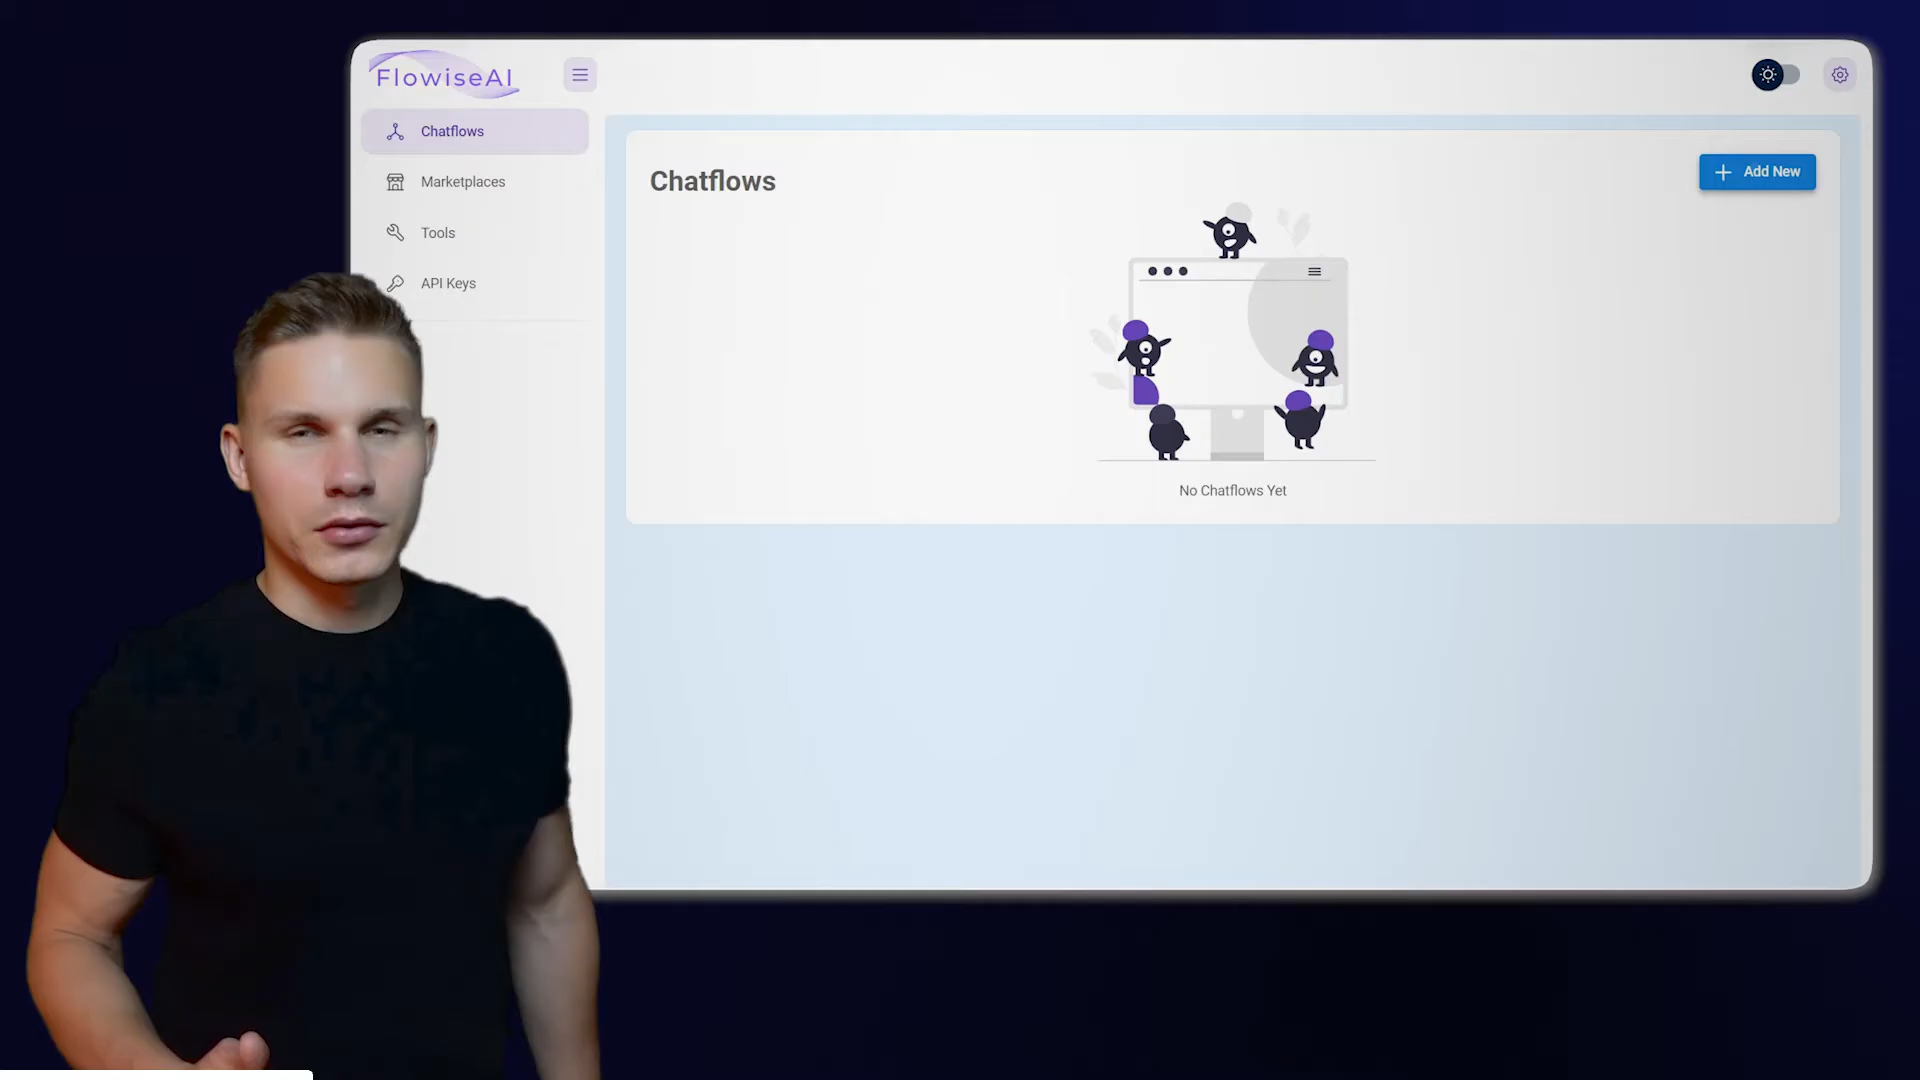 FlowiseAI
Chatflows
Marketplaces
Tools
API Keys
Chatflows
Add New
No Chatflows Yet